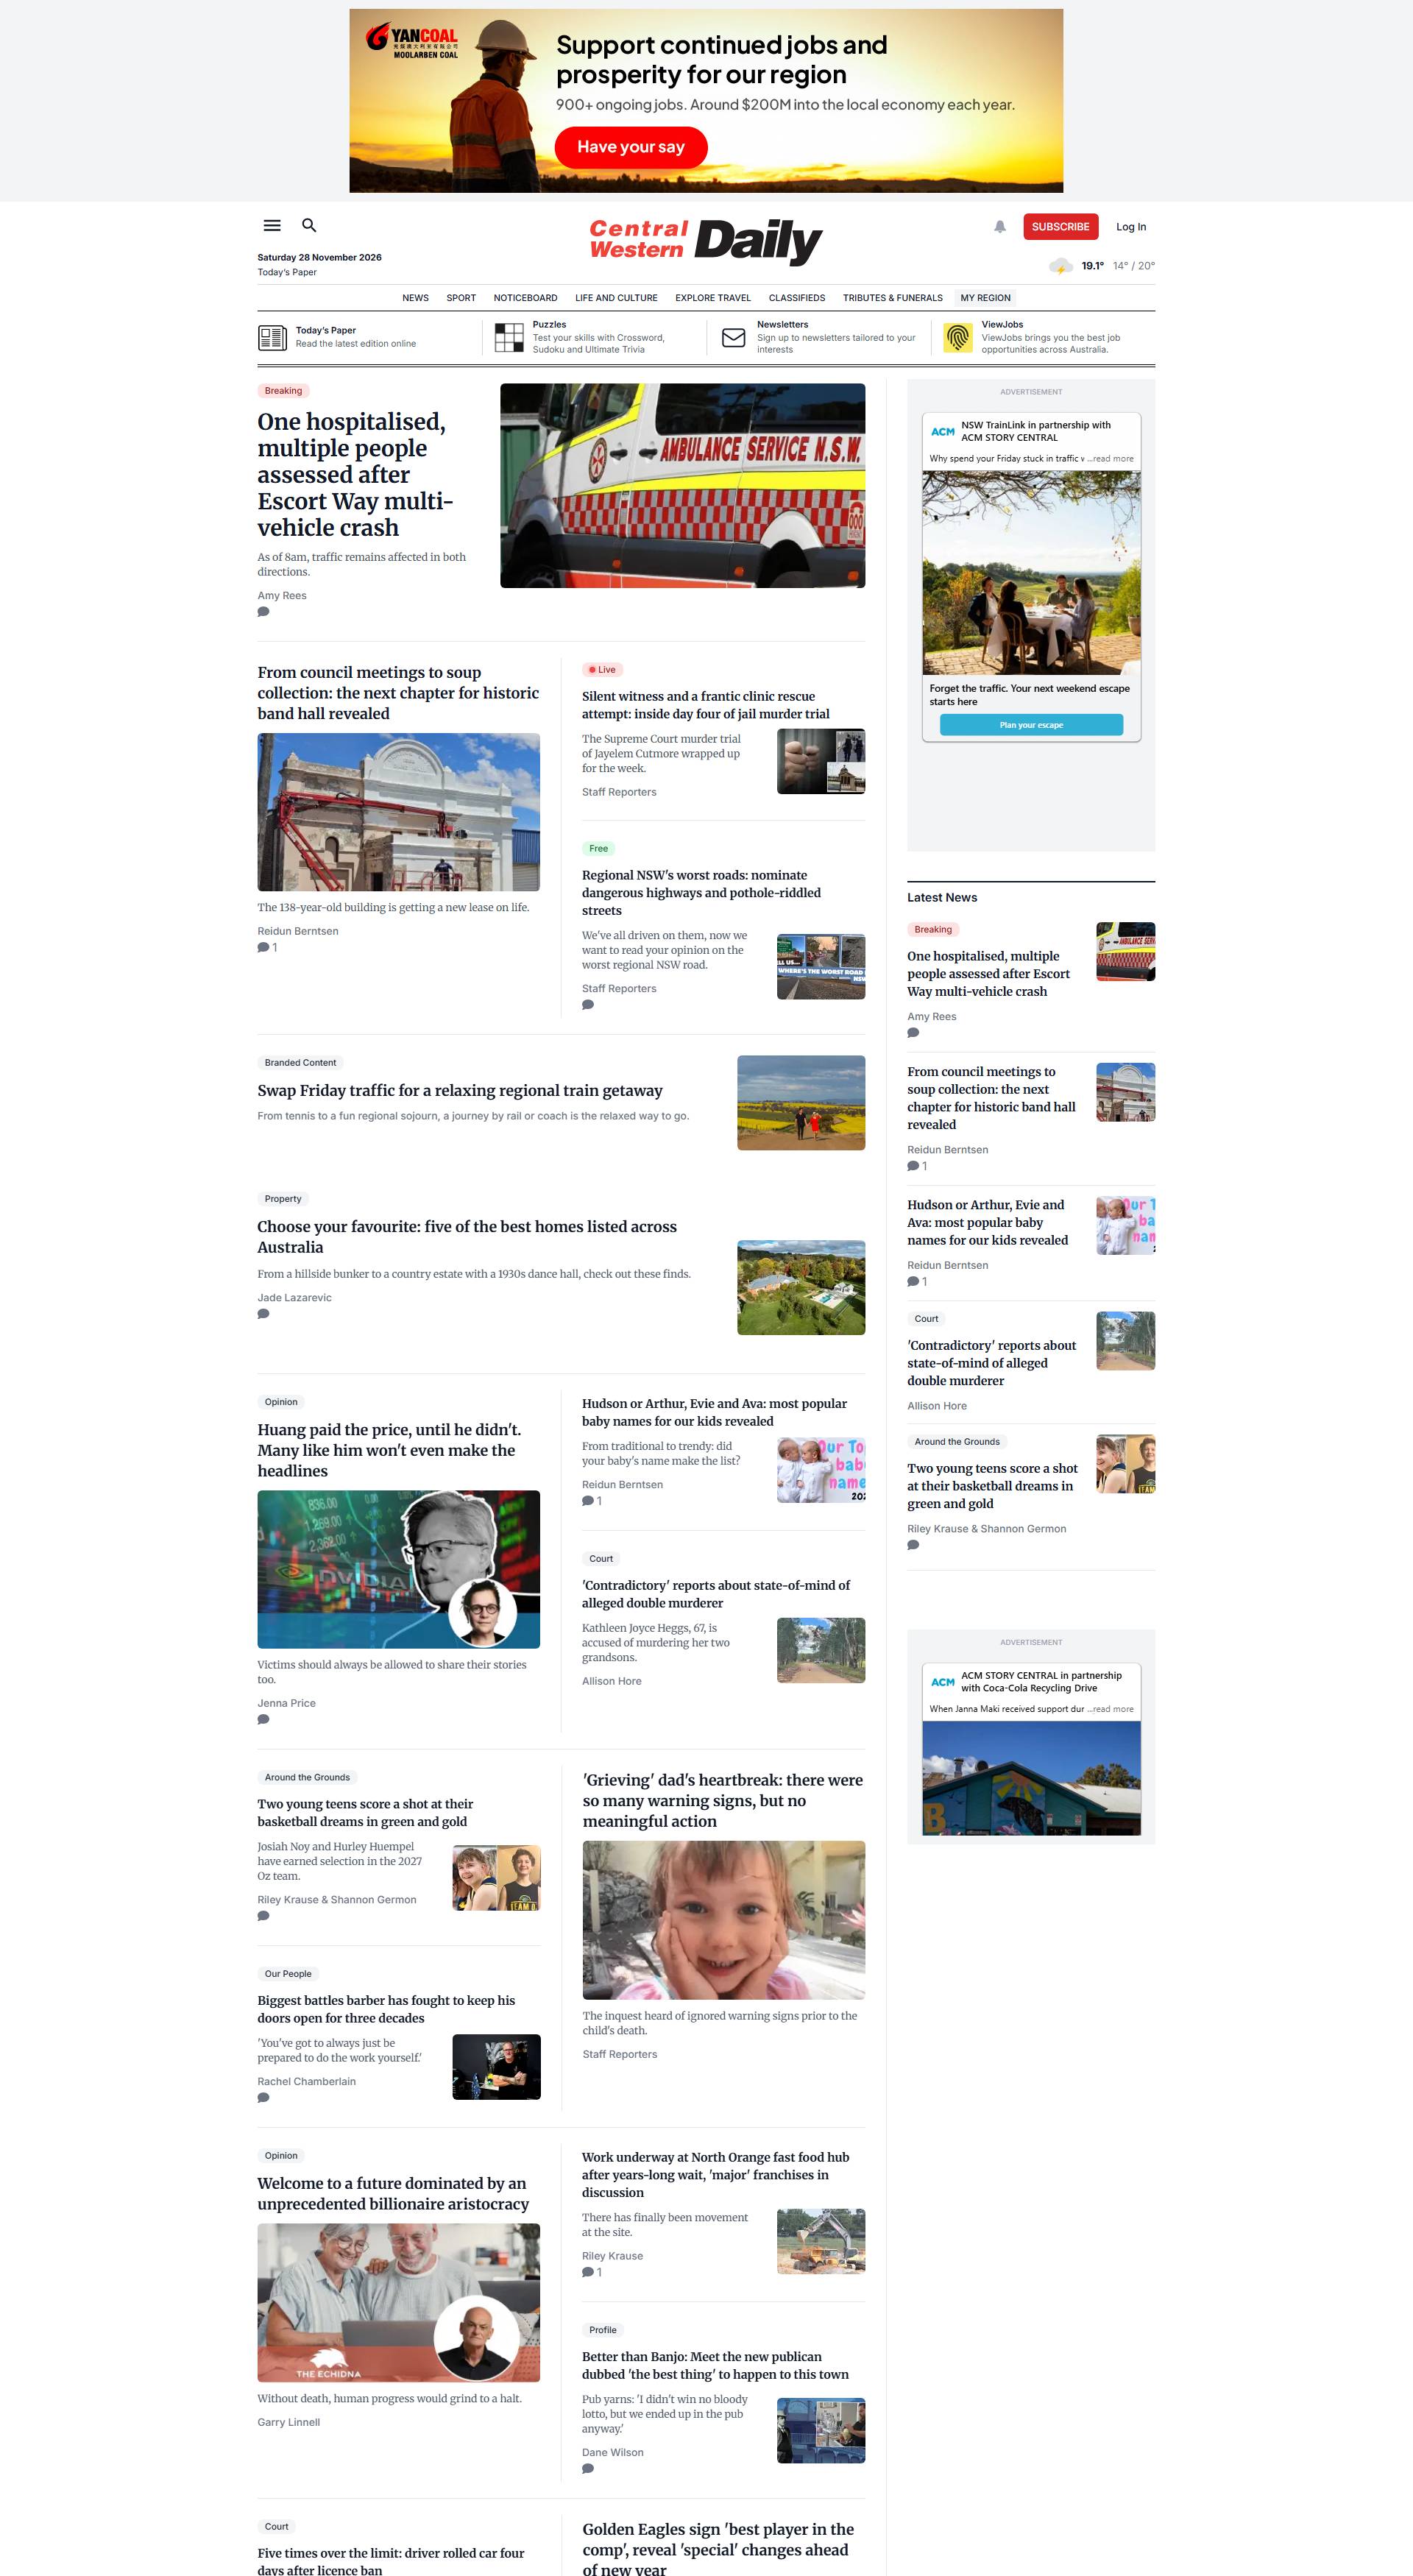 YANCOAL
MOOLARBEN COAL
Support continued jobs and
prosperity for our region
900+ ongoing jobs. Around $200M into the local economy each year.
Have your say
Central
Western Daily
SUBSCRIBE
Log In
Saturday 28 November 2026
Today's Paper
19.1° 14° / 20°
NEWS SPORT NOTICEBOARD LIFE AND CULTURE EXPLORE TRAVEL CLASSIFIEDS TRIBUTES & FUNERALS MY REGION
Today's Paper
Read the latest edition online
Puzzles
Test your skills with Crossword,
Sudoku and Ultimate Trivia
Newsletters
Sign up to newsletters tailored to your
interests
ViewJobs
ViewJobs brings you the best job
opportunities across Australia.
Breaking
One hospitalised,
multiple people
assessed after
Escort Way multi-
vehicle crash
As of 8am, traffic remains affected in both
directions.
Amy Rees
AMBULANCE SERVICE N.S.W.
000
From council meetings to soup
collection: the next chapter for historic
band hall revealed
The 138-year-old building is getting a new lease on life.
Reidun Berntsen
1
Live
Silent witness and a frantic clinic rescue
attempt: inside day four of jail murder trial
The Supreme Court murder trial
of Jayelem Cutmore wrapped up
for the week.
Staff Reporters
Free
Regional NSW's worst roads: nominate
dangerous highways and pothole-riddled
streets
We've all driven on them, now we
want to read your opinion on the
worst regional NSW road.
Staff Reporters
LL US...
WHERE'S THE WORST ROAD
NSW
Branded Content
Swap Friday traffic for a relaxing regional train getaway
From tennis to a fun regional sojourn, a journey by rail or coach is the relaxed way to go.
Property
Choose your favourite: five of the best homes listed across
Australia
From a hillside bunker to a country estate with a 1930s dance hall, check out these finds.
Jade Lazarevic
Opinion
Huang paid the price, until he didn't.
Many like him won't even make the
headlines
836.00
1,269.00
2,362.00
NVIDIA
Victims should always be allowed to share their stories
too.
Jenna Price
Hudson or Arthur, Evie and Ava: most popular
baby names for our kids revealed
From traditional to trendy: did
your baby's name make the list?
Reidun Berntsen
1
Our To
bab
name
202
Court
'Contradictory' reports about state-of-mind of
alleged double murderer
Kathleen Joyce Heggs, 67, is
accused of murdering her two
grandsons.
Allison Hore
Around the Grounds
Two young teens score a shot at their
basketball dreams in green and gold
Josiah Noy and Hurley Huempel
have earned selection in the 2027
Oz team.
Riley Krause & Shannon Germon
TEAM
Our People
Biggest battles barber has fought to keep his
doors open for three decades
'You've got to always just be
prepared to do the work yourself.'
Rachel Chamberlain
'Grieving' dad's heartbreak: there were
so many warning signs, but no
meaningful action
The inquest heard of ignored warning signs prior to the
child's death.
Staff Reporters
Opinion
Welcome to a future dominated by an
unprecedented billionaire aristocracy
THE ECHIDNA
Without death, human progress would grind to a halt.
Garry Linnell
Work underway at North Orange fast food hub
after years-long wait, 'major' franchises in
discussion
There has finally been movement
at the site.
Riley Krause
1
Profile
Better than Banjo: Meet the new publican
dubbed 'the best thing' to happen to this town
Pub yarns: 'I didn't win no bloody
lotto, but we ended up in the pub
anyway.'
Dane Wilson
Court
Five times over the limit: driver rolled car four
days after licence ban
Golden Eagles sign 'best player in the
comp', reveal 'special' changes ahead
of new year
ADVERTISEMENT
ACM
NSW TrainLink in partnership with
ACM STORY CENTRAL
Why spend your Friday stuck in traffic w ...read more
Forget the traffic. Your next weekend escape
starts here
Plan your escape
Latest News
Breaking
One hospitalised, multiple
people assessed after Escort
Way multi-vehicle crash
Amy Rees
AMBULANCE SERV
From council meetings to
soup collection: the next
chapter for historic band hall
revealed
Reidun Berntsen
1
Hudson or Arthur, Evie and
Ava: most popular baby
names for our kids revealed
Reidun Berntsen
1
our T
ba
nan
Court
'Contradictory' reports about
state-of-mind of alleged
double murderer
Allison Hore
Around the Grounds
Two young teens score a shot
at their basketball dreams in
green and gold
Riley Krause & Shannon Germon
TEAM
ADVERTISEMENT
ACM
ACM STORY CENTRAL in partnership
with Coca-Cola Recycling Drive
When Janna Maki received support dur ...read more
B